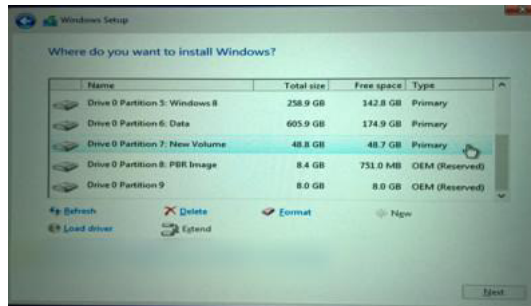 Windows Setup
Where do you want to install Windows?
Name Total size Free space Type
Drive 0 Partition 5: Windows 8 258.9 GB 142.8 GB Primary
Drive 0 Partition 6: Data 605.9 GB 174.9 GB Primary
Drive 0 Partition 7: New Volume 48.8 GB 48.7 GB Primary
Drive 0 Partition 8: PBR Image 8.4 GB 751.0 MB OEM (Reserved)
Drive 0 Partition 9 8.0 GB 8.0 GB OEM (Reserved)
Refresh Delete Format New
Load driver Extend
Next